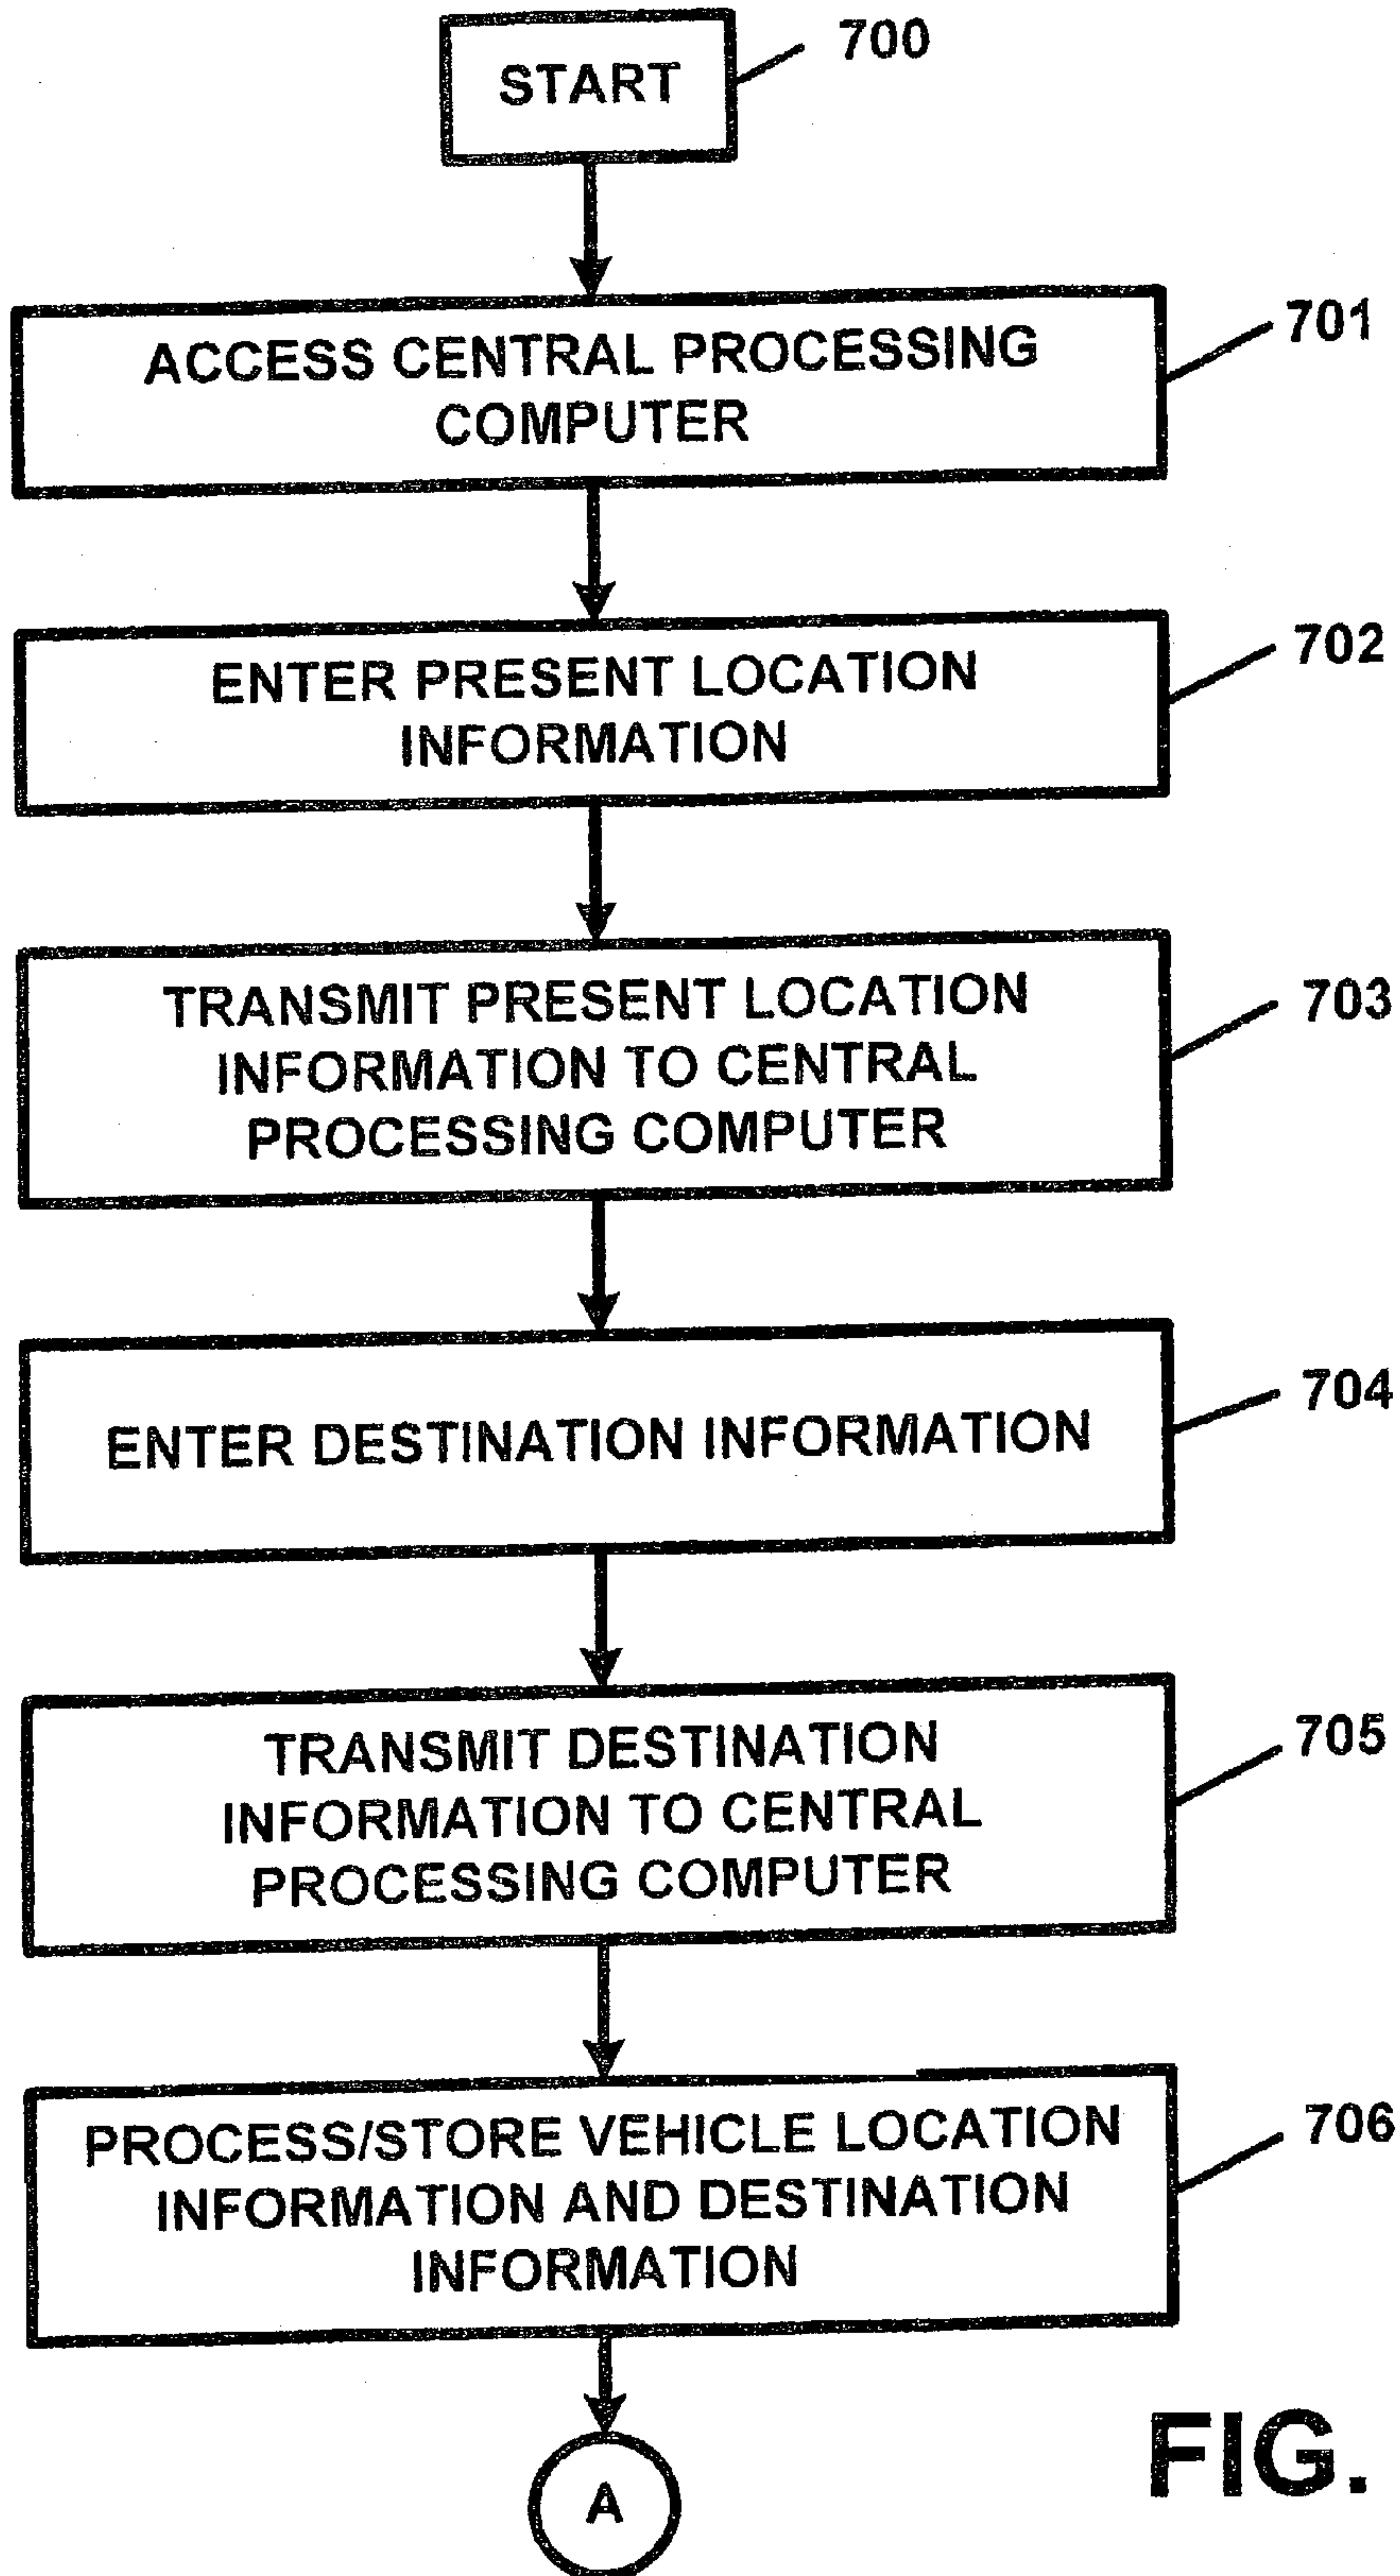 START
700
ACCESS CENTRAL PROCESSING
COMPUTER
701
ENTER PRESENT LOCATION
INFORMATION
702
TRANSMIT PRESENT LOCATION
INFORMATION TO CENTRAL
PROCESSING COMPUTER
703
ENTER DESTINATION INFORMATION
704
TRANSMIT DESTINATION
INFORMATION TO CENTRAL
PROCESSING COMPUTER
705
PROCESS/STORE VEHICLE LOCATION
INFORMATION AND DESTINATION
INFORMATION
706
A
FIG.